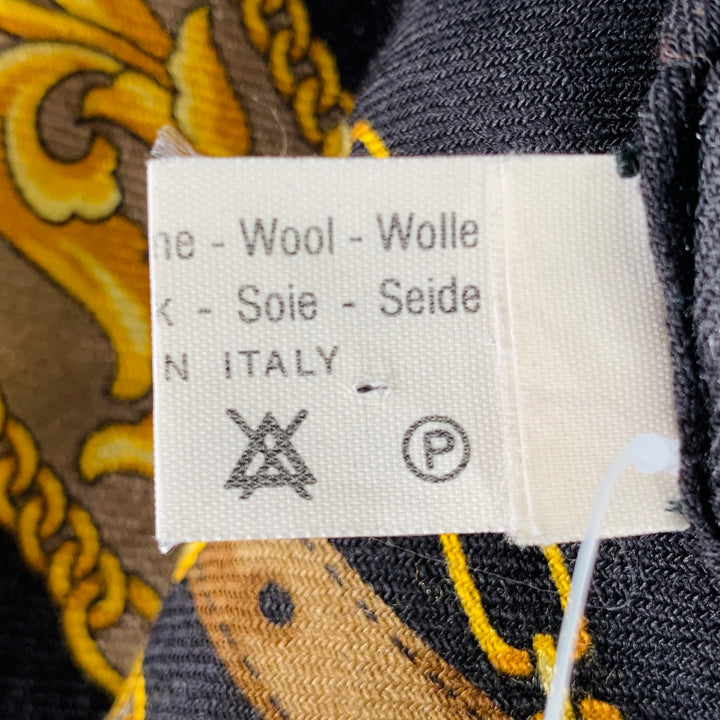 ne - Wool - Wolle
k - Soie - Seide
N ITALY
P